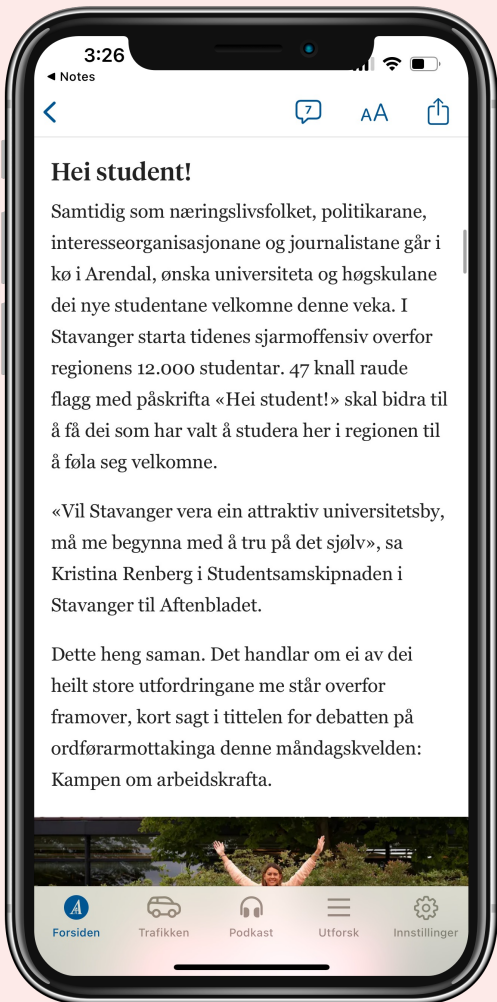 3:26
◀ Notes
7
AA
Hei student!
Samtidig som næringslivsfolket, politikarane,
interesseorganisasjonane og journalistane går i
kø i Arendal, ønska universiteta og høgskulane
dei nye studentane velkomne denne veka. I
Stavanger starta tidenes sjarmoffensiv overfor
regionens 12.000 studentar. 47 knall raude
flagg med påskrifta «Hei student!» skal bidra til
å få dei som har valt å studera her i regionen til
å føla seg velkomne.
«Vil Stavanger vera ein attraktiv universitetsby,
må me begynna med å tru på det sjølv», sa
Kristina Renberg i Studentsamskipnaden i
Stavanger til Aftenbladet.
Dette heng saman. Det handlar om ei av dei
heilt store utfordringane me står overfor
framover, kort sagt i tittelen for debatten på
ordførarmottakinga denne måndagskvelden:
Kampen om arbeidskrafta.
A
Forsiden
Trafikken
Podkast
Utforsk
Innstillinger